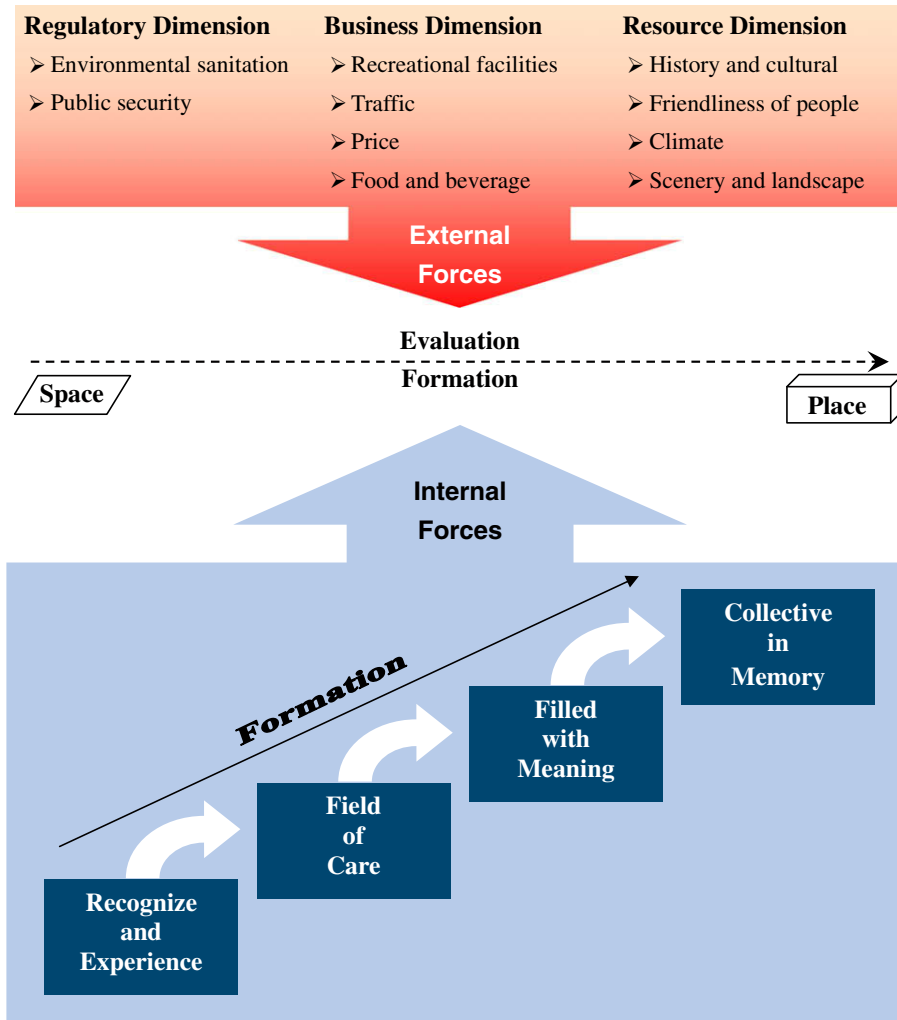 Regulatory Dimension
➢ Environmental sanitation
➢ Public security
Business Dimension
➢ Recreational facilities
➢ Traffic
➢ Price
➢ Food and beverage
Resource Dimension
➢ History and cultural
➢ Friendliness of people
➢ Climate
➢ Scenery and landscape
External
Forces
Evaluation
Formation
Space
Place
Internal
Forces
Formation
Collective
in
Memory
Filled
with
Meaning
Field
of
Care
Recognize
and
Experience